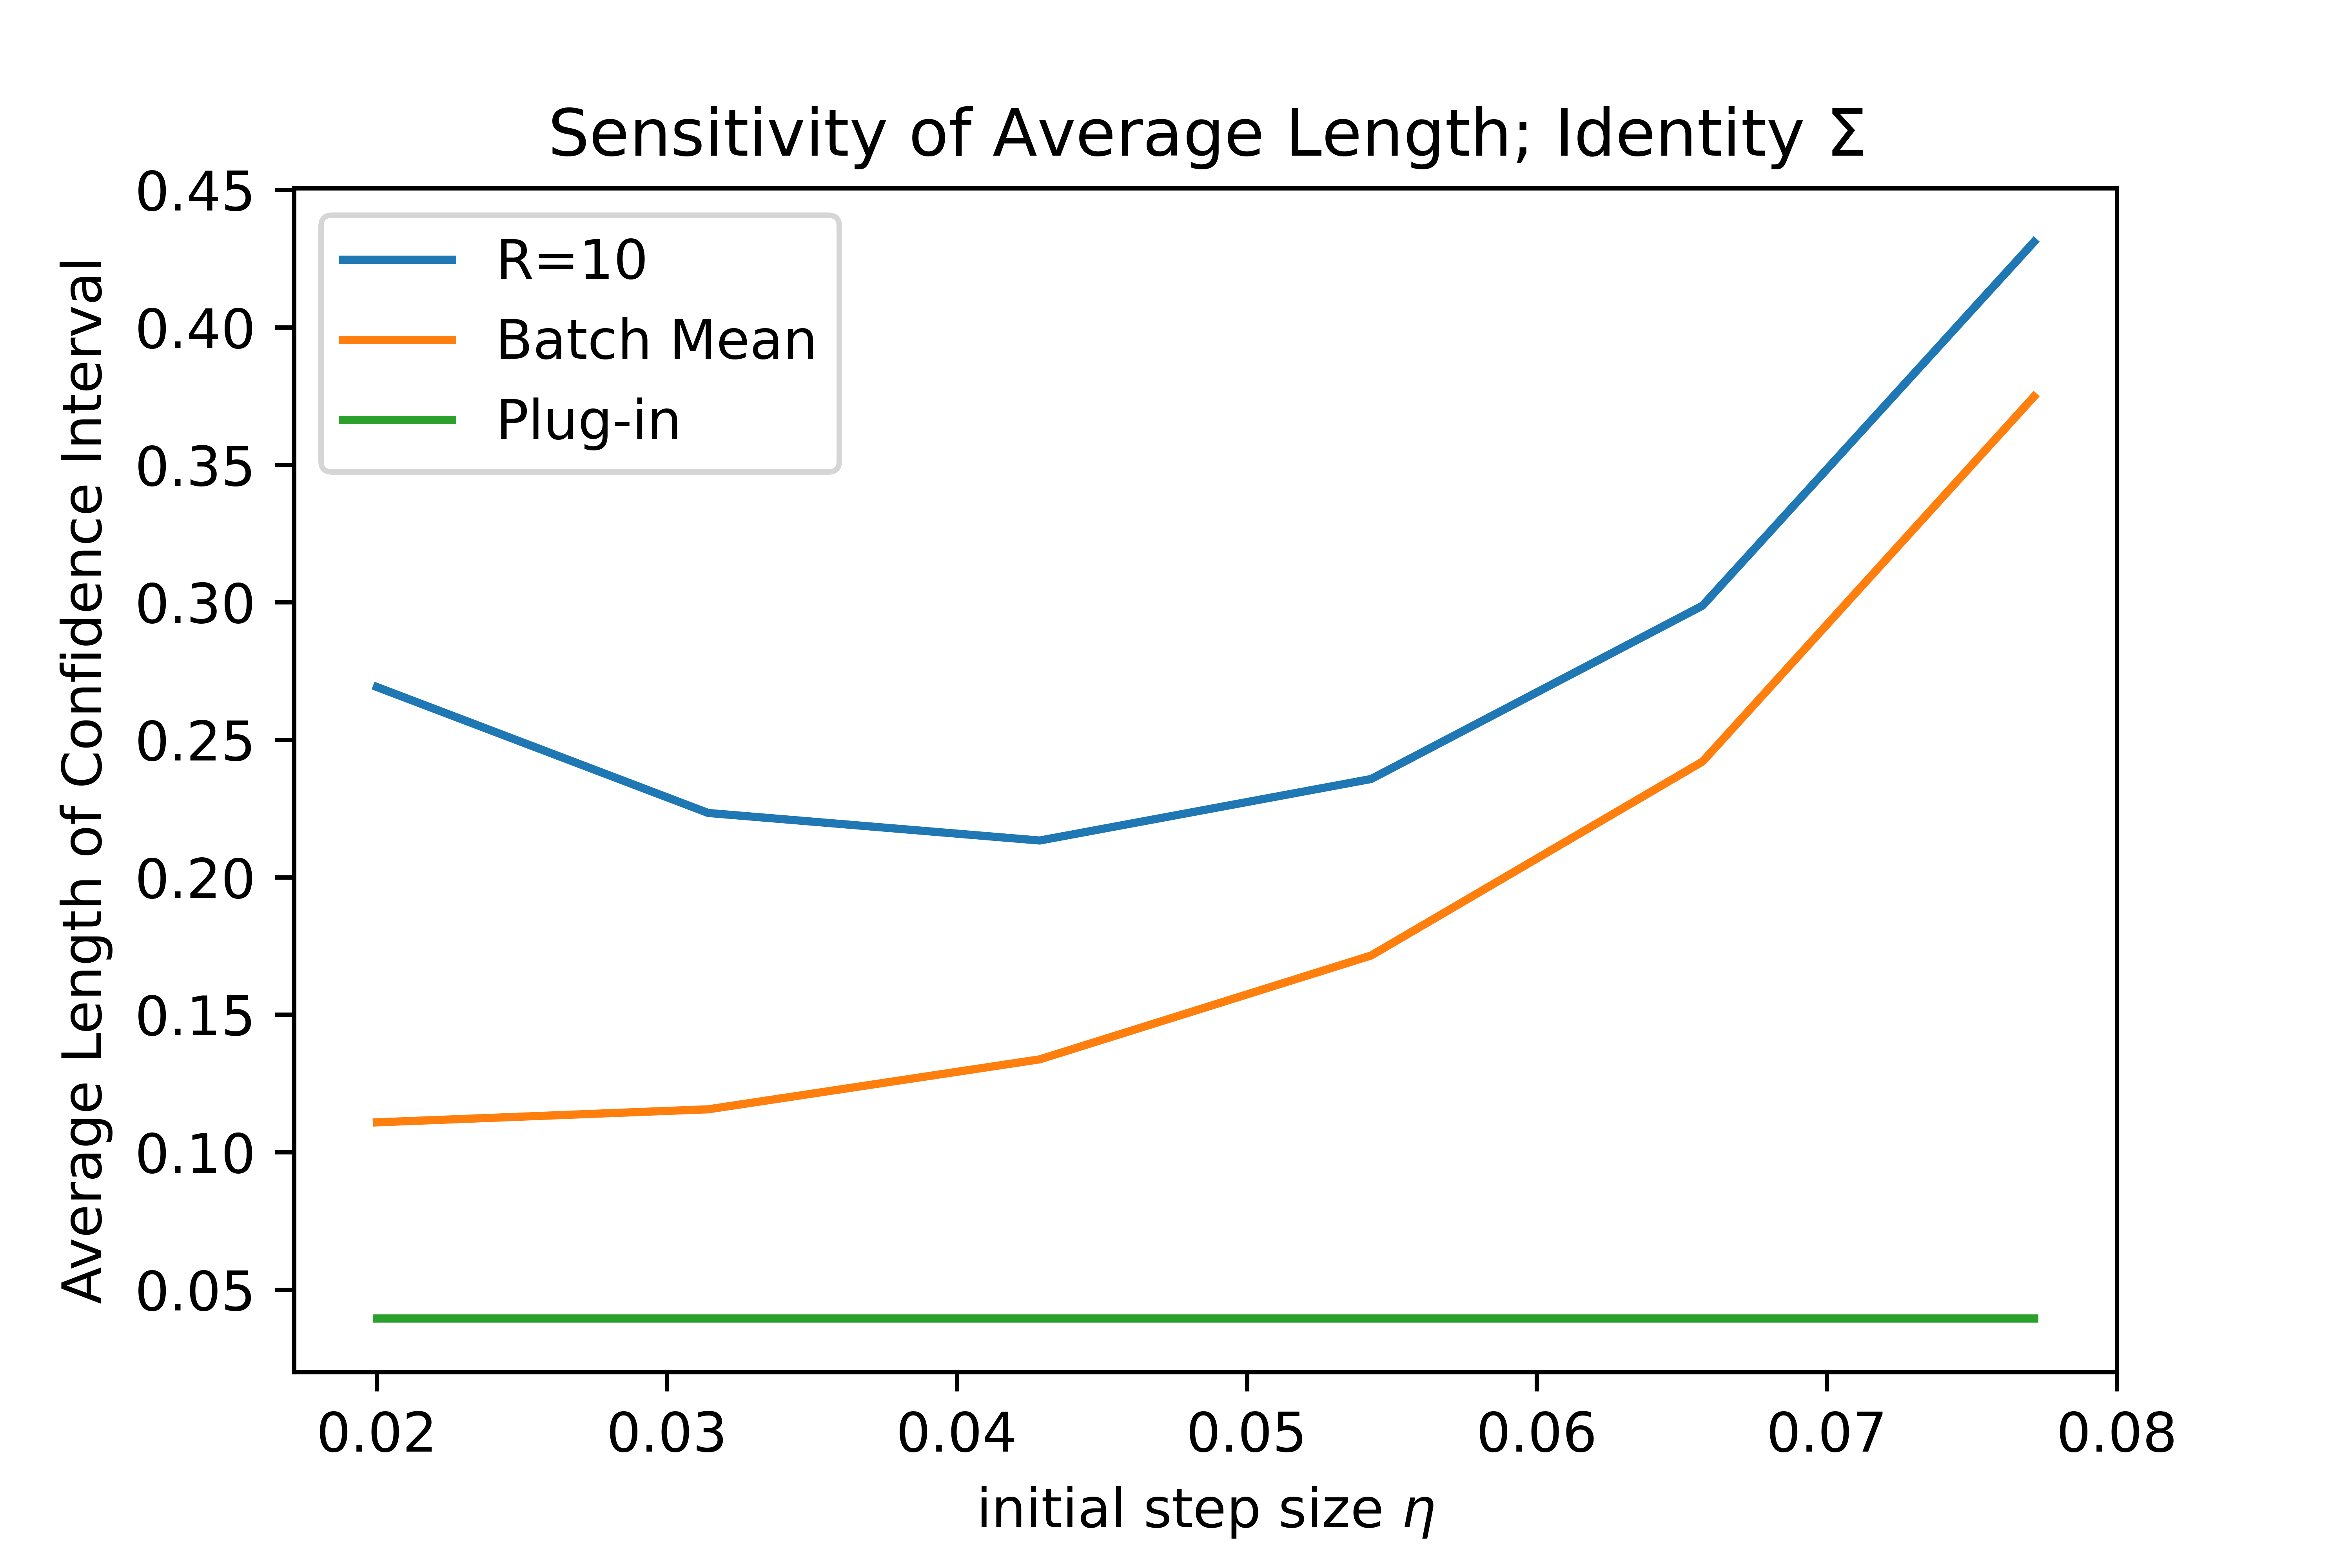 Sensitivity of Average Length; Identity Σ
Average Length of Confidence Interval
0.45
0.40
0.35
0.30
0.25
0.20
0.15
0.10
0.05
R=10
Batch Mean
Plug-in
0.02 0.03 0.04 0.05 0.06 0.07 0.08
initial step size η